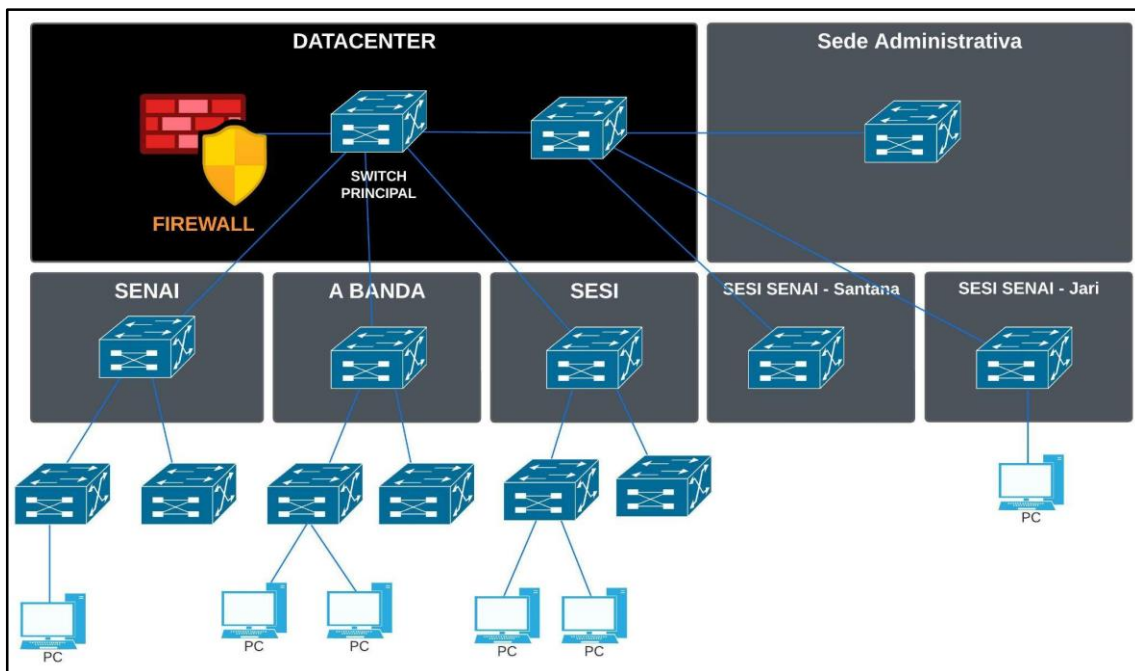 DATACENTER
Sede Administrativa
SWITCH
PRINCIPAL
FIREWALL
SENAI
A BANDA
SESI
SESI SENAI - Santana
SESI SENAI - Jari
PC
PC
PC
PC
PC
PC